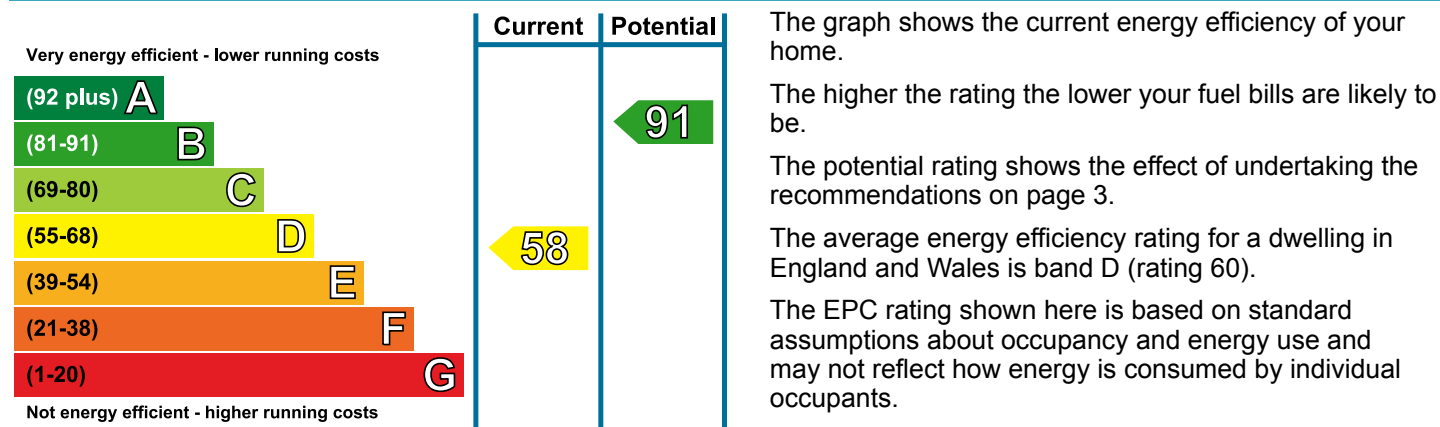 Current Potential
Very energy efficient - lower running costs
(92 plus) A
(81-91) B
(69-80) C
(55-68) D
(39-54) E
(21-38) F
(1-20) G
Not energy efficient - higher running costs
91
58
The graph shows the current energy efficiency of your
home.
The higher the rating the lower your fuel bills are likely to
be.
The potential rating shows the effect of undertaking the
recommendations on page 3.
The average energy efficiency rating for a dwelling in
England and Wales is band D (rating 60).
The EPC rating shown here is based on standard
assumptions about occupancy and energy use and
may not reflect how energy is consumed by individual
occupants.